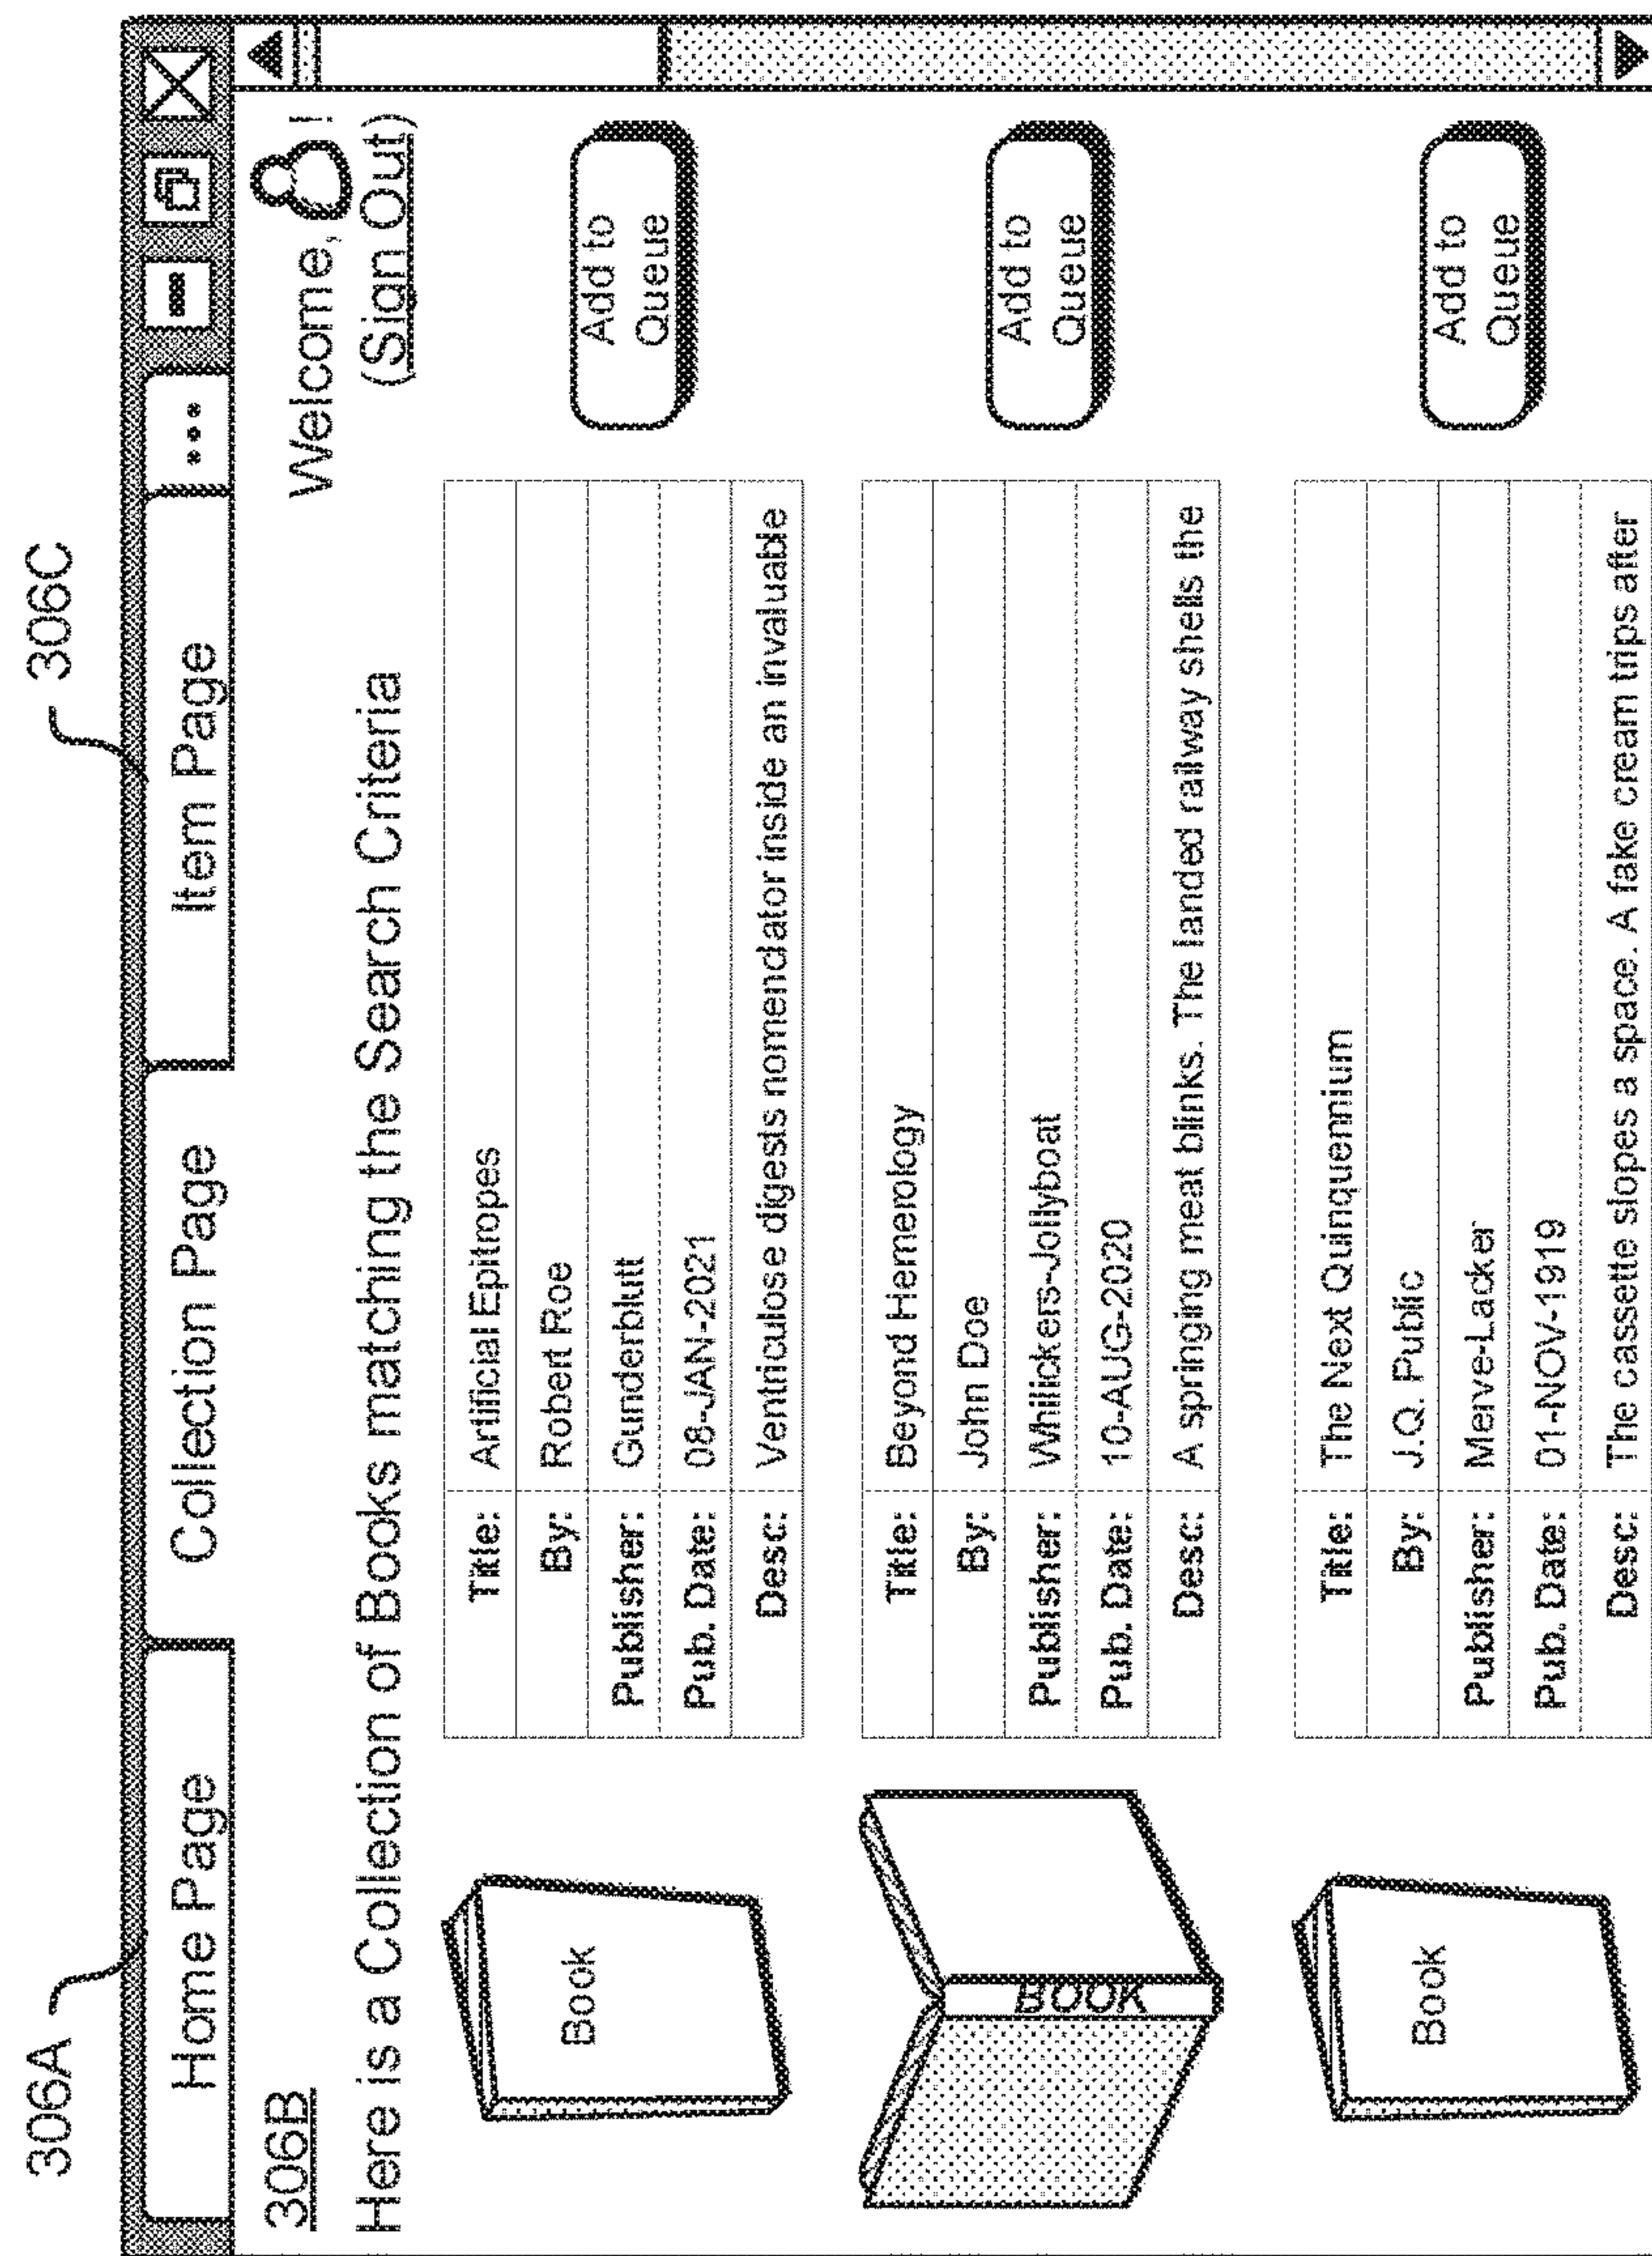 306A
306C
Home Page
Collection Page
Item Page
...
306B
Welcome, !
(Sign Out)
Here is a Collection of Books matching the Search Criteria
Book
Title: Artificial Epitropes
By: Robert Roe
Publisher: Gunderblutt
Pub. Date: 08-JAN-2021
Desc: Ventriculose digests nomendator inside an invaluable
Add to
Queue
BOOK
Title: Beyond Hemerology
By: John Doe
Publisher: Whillickers-Jollyboat
Pub. Date: 10-AUG-2020
Desc: A springing meat blinks. The landed railway shells the
Add to
Queue
Book
Title: The Next Quinquennium
By: J.Q. Public
Publisher: Merve-Lacker
Pub. Date: 01-NOV-1919
Desc: The cassette slopes a space. A fake cream trips after
Add to
Queue